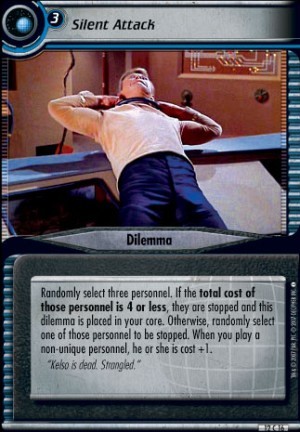 3
Silent Attack
Dilemma
Randomly select three personnel. If the total cost of
those personnel is 4 or less, they are stopped and this
dilemma is placed in your core. Otherwise, randomly select
one of those personnel to be stopped. When you play a
non-unique personnel, he or she is cost +1.
"Kelso is dead. Strangled."